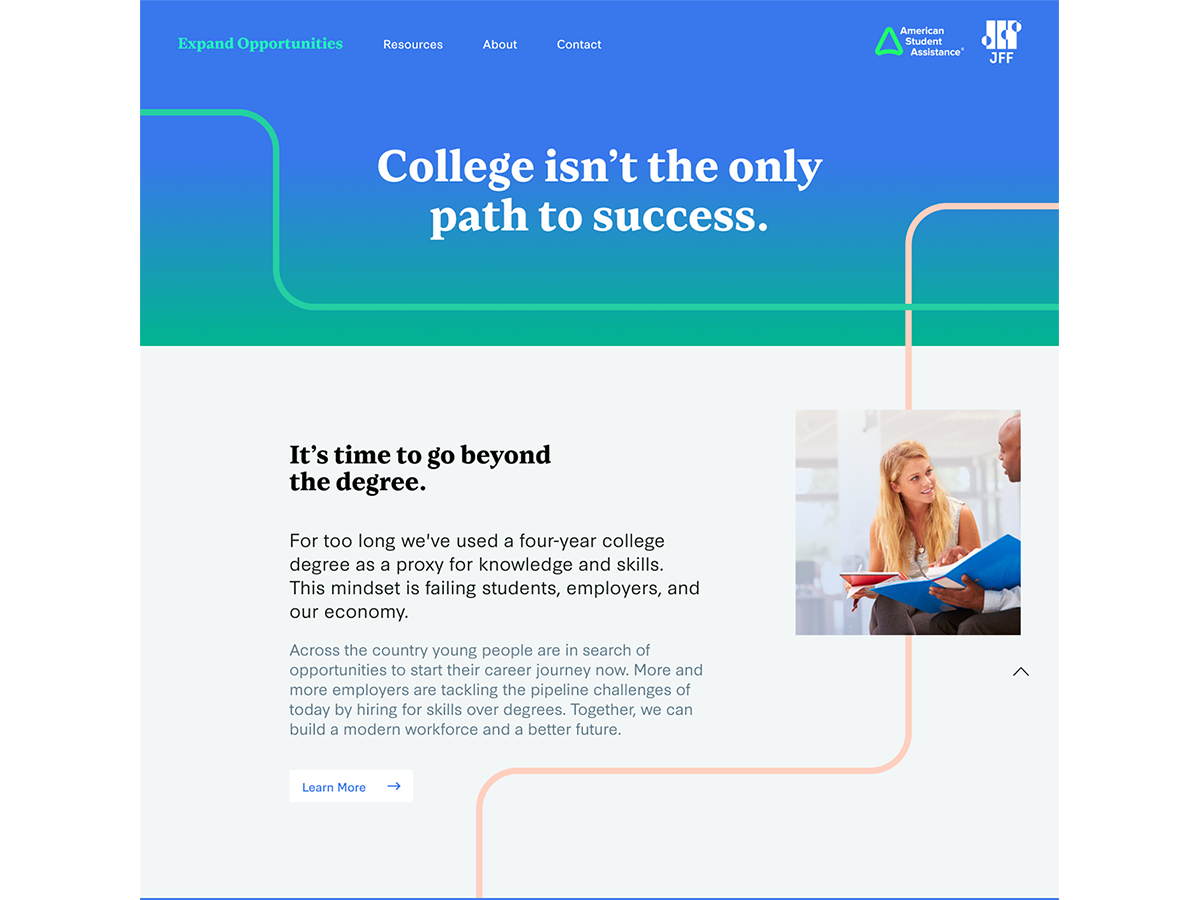 Expand Opportunities
Resources
About
Contact
American
Student
Assistance®
JFF
College isn’t the only
path to success.
It’s time to go beyond
the degree.
For too long we've used a four-year college
degree as a proxy for knowledge and skills.
This mindset is failing students, employers, and
our economy.
Across the country young people are in search of
opportunities to start their career journey now. More and
more employers are tackling the pipeline challenges of
today by hiring for skills over degrees. Together, we can
build a modern workforce and a better future.
Learn More